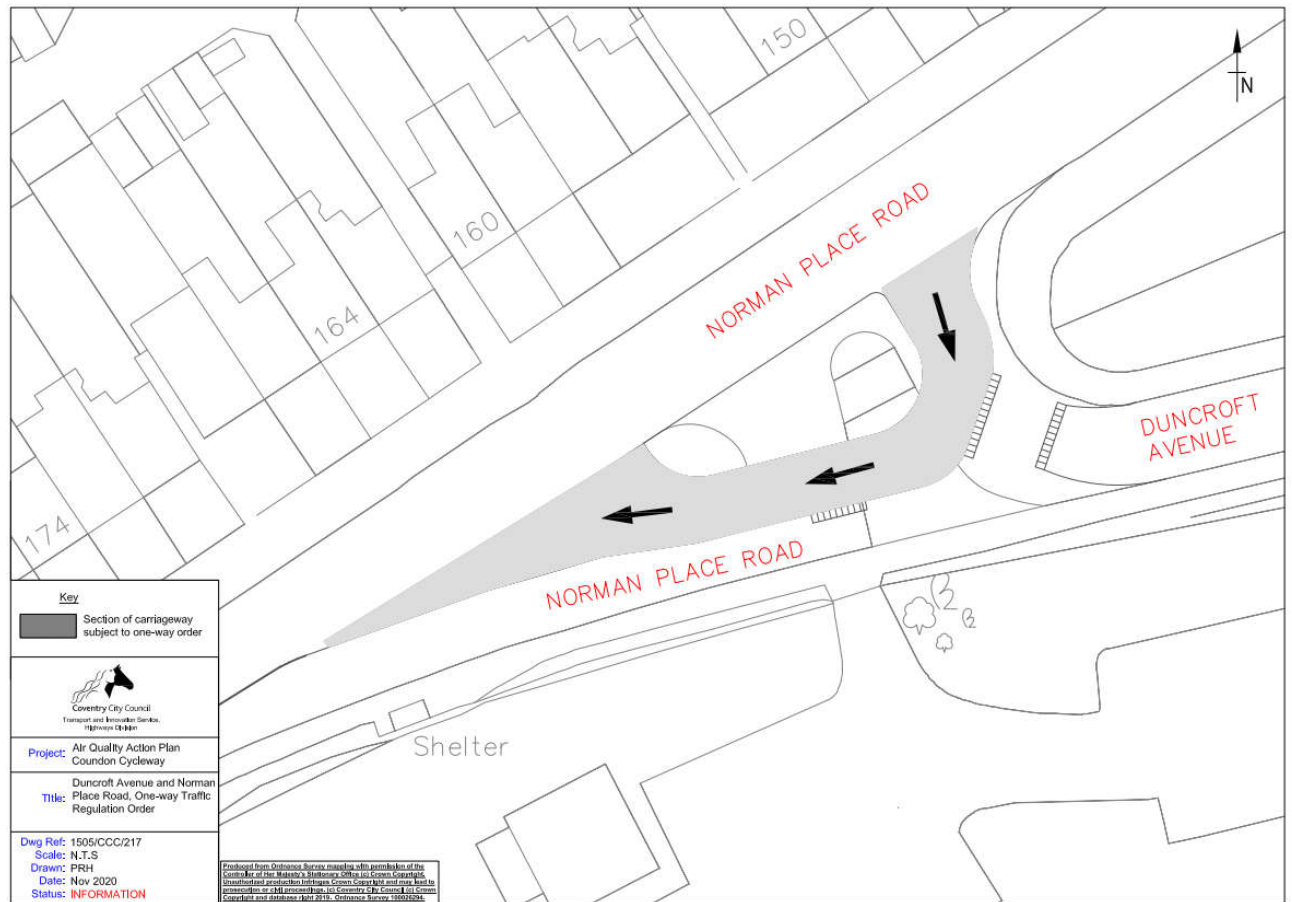 150
N
160
NORMAN PLACE ROAD
164
DUNCROFT
AVENUE
174
NORMAN PLACE ROAD
Shelter
Key
Section of carriageway
subject to one-way order
Coventry City Council
Transport and Innovation Service,
Highways Division
Project: Air Quality Action Plan
Coundon Cycleway
Title: Duncroft Avenue and Norman
Place Road, One-way Traffic
Regulation Order
Dwg Ref: 1505/CCC/217
Scale: N.T.S
Drawn: PRH
Date: Nov 2020
Status: INFORMATION
Produced from Ordnance Survey mapping with permission of the
Controller of Her Majesty's Stationary Office (c) Crown Copyright.
Unauthorised production infringes Crown Copyright and may lead to
prosecution or civil proceedings. (c) Coventry City Council (c) Crown
Copyright and database right 2019. Ordnance Survey 100026294.